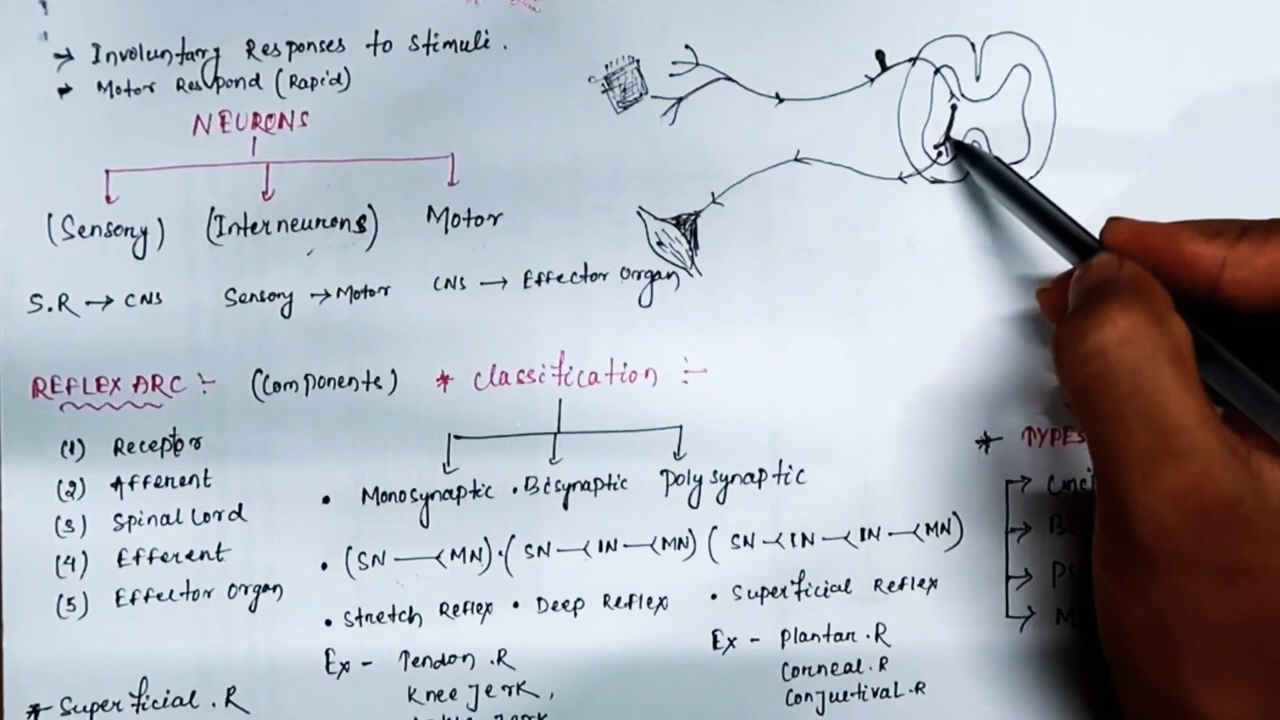 → Involuntary Responses to stimuli.
→ Motor Respond (Rapid)
NEURONS
(Sensory) (Interneurons) Motor
S.R → CNS Sensory → Motor CNS → Effector Organ
REFLEX ARC :- (Components)
(1) Receptor
(2) Afferent
(3) Spinal Cord
(4) Efferent
(5) Effector Organ
* Superficial .R
* Classification :-
• Monosynaptic • Bisynaptic Polysynaptic
• (SN —< MN) • (SN —< IN —< MN) (SN —< IN —< IN —< MN)
• Stretch Reflex • Deep Reflex • Superficial Reflex
Ex - Tendon .R
Knee Jerk,
Ex - Plantar .R
Corneal .R
Conjuctival .R
* TYPES